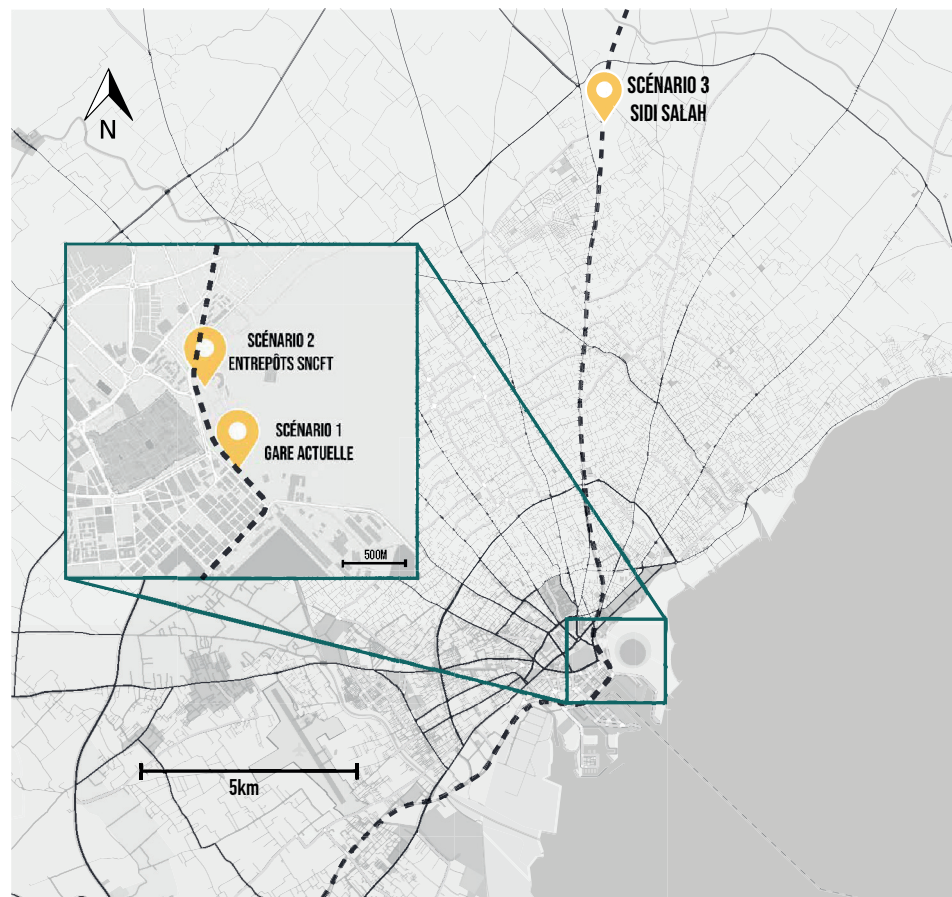 SCÉNARIO 3
SIDI SALAH
N
SCÉNARIO 2
ENTREPÔTS SNCFT
SCÉNARIO 1
GARE ACTUELLE
500M
5km